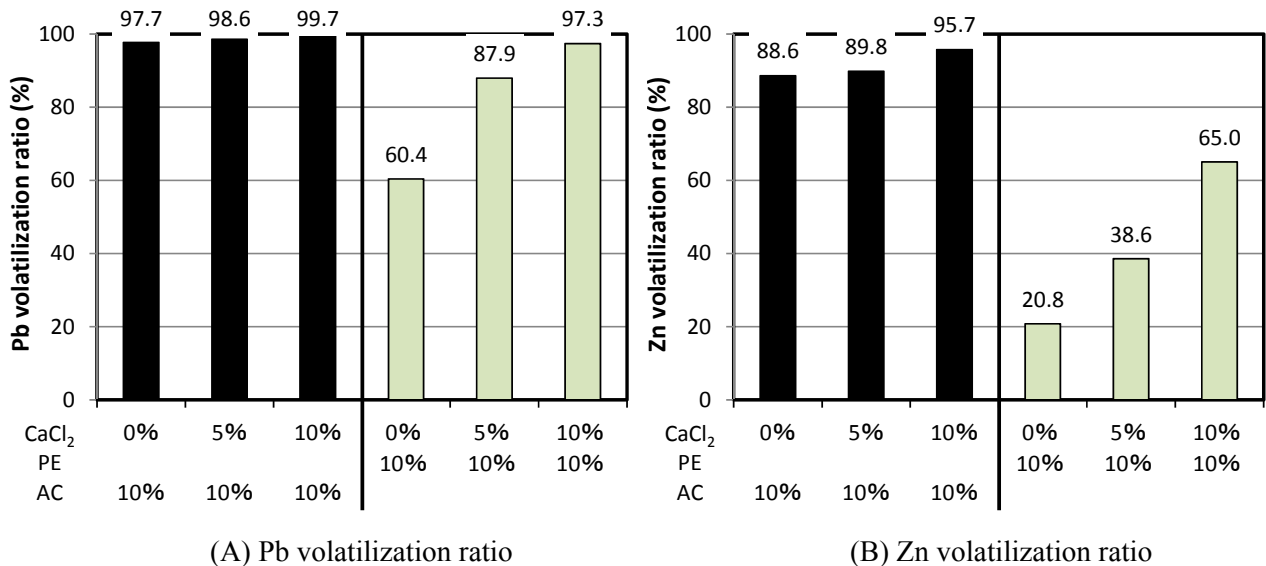 97.7 98.6 99.7 97.3
100
87.9
80
60.4
60
40
20
0
Pb volatilization ratio (%)
CaCl₂ 0% 5% 10% 0% 5% 10%
PE 10% 10% 10%
AC 10% 10% 10%
(A) Pb volatilization ratio
100
88.6 89.8 95.7
80
65.0
60
40
38.6
20
20.8
0
Zn volatilization ratio (%)
CaCl₂ 0% 5% 10% 0% 5% 10%
PE 10% 10% 10%
AC 10% 10% 10%
(B) Zn volatilization ratio